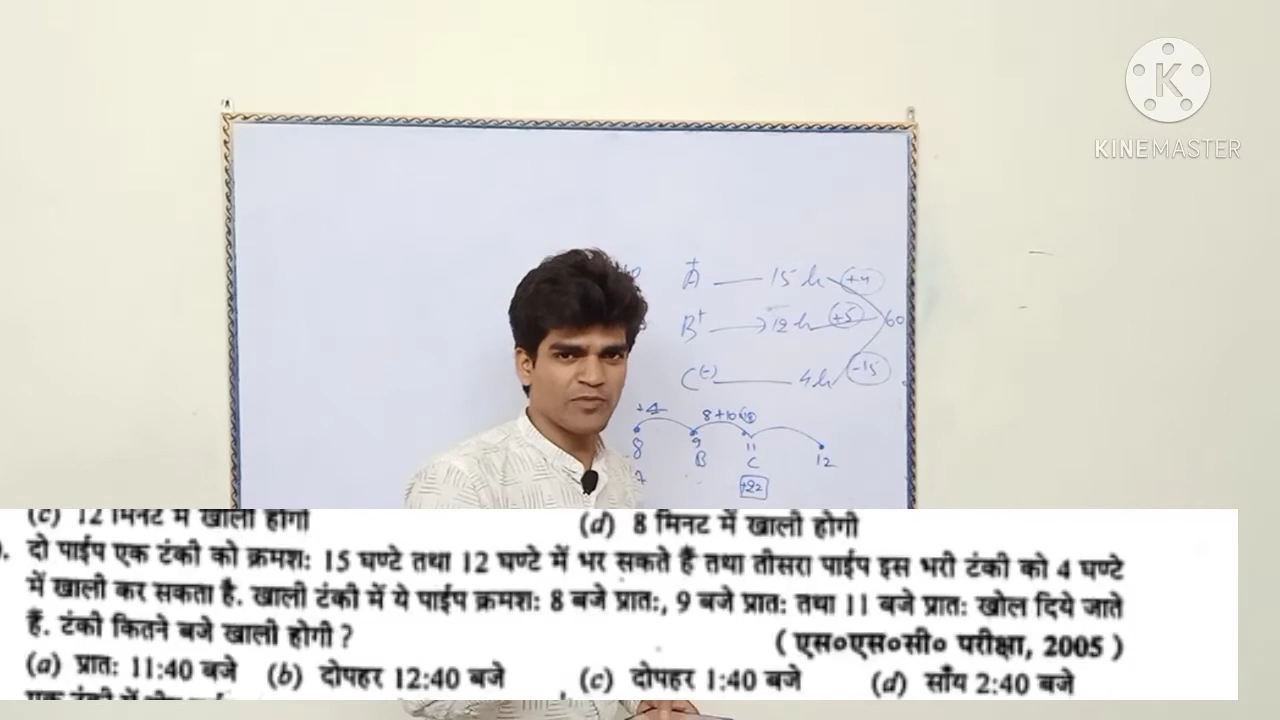 KINEMASTER
A+ —— 15 h +4
B+ ——> 12 h +5 60
C(-) —— 4 h -15
+4 8+10 18
8 9 11 12
B C
+22
(c) 12 मिनट में खाली होगी (d) 8 मिनट में खाली होगी
दो पाईप एक टंकी को क्रमश: 15 घण्टे तथा 12 घण्टे में भर सकते हैं तथा तीसरा पाईप इस भरी टंकी को 4 घण्टे
में खाली कर सकता है. खाली टंकी में ये पाईप क्रमश: 8 बजे प्रात:, 9 बजे प्रात: तथा 11 बजे प्रात: खोल दिये जाते
हैं. टंकी कितने बजे खाली होगी ? ( एस०एस०सी० परीक्षा, 2005 )
(a) प्रात: 11:40 बजे (b) दोपहर 12:40 बजे (c) दोपहर 1:40 बजे (d) साँय 2:40 बजे